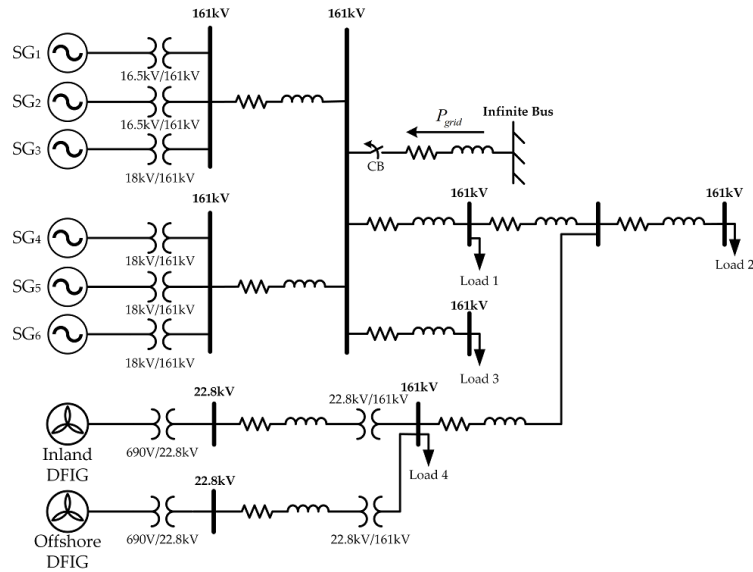 161kV
161kV
SG1
16.5kV/161kV
SG2
16.5kV/161kV
SG3
18kV/161kV
Pgrid
Infinite Bus
CB
161kV
161kV
161kV
SG4
18kV/161kV
Load 1
Load 2
SG5
18kV/161kV
161kV
SG6
18kV/161kV
Load 3
22.8kV
22.8kV/161kV
161kV
690V/22.8kV
Inland
DFIG
Load 4
22.8kV
690V/22.8kV
22.8kV/161kV
Offshore
DFIG